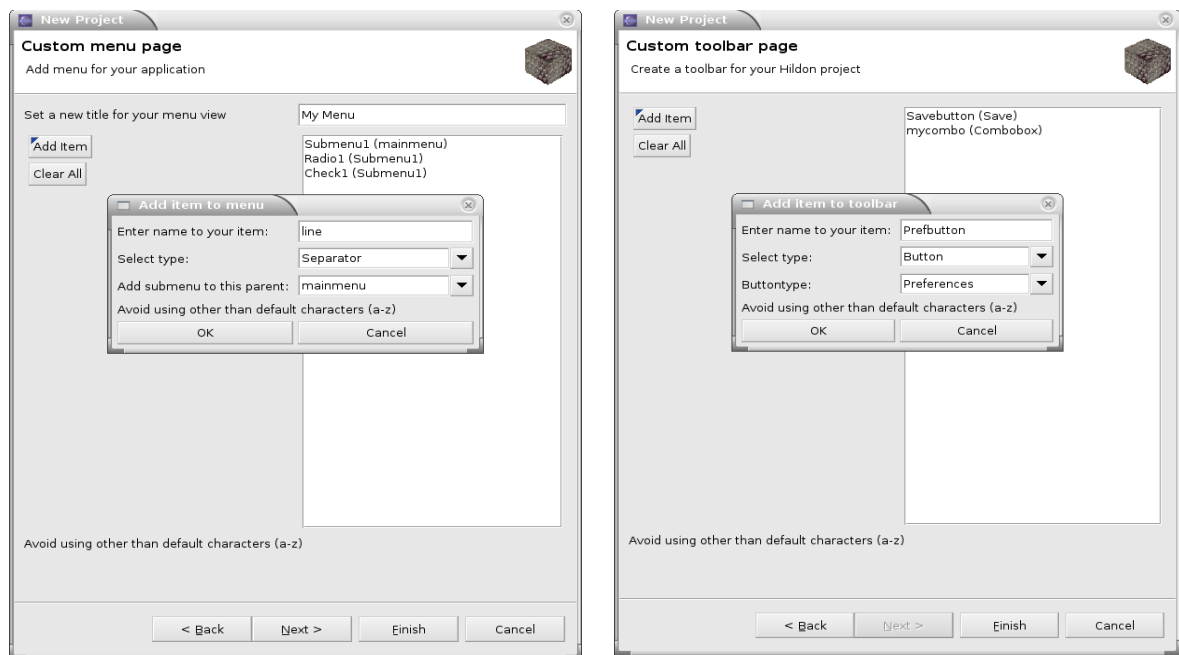 New Project
Custom menu page
Add menu for your application
Set a new title for your menu view
My Menu
Add Item
Clear All
Submenu1 (mainmenu)
Radio1 (Submenu1)
Check1 (Submenu1)
Add item to menu
Enter name to your item:
line
Select type:
Separator
Add submenu to this parent:
mainmenu
Avoid using other than default characters (a-z)
OK
Cancel
Avoid using other than default characters (a-z)
< Back
Next >
Finish
Cancel
New Project
Custom toolbar page
Create a toolbar for your Hildon project
Add Item
Clear All
Savebutton (Save)
mycombo (Combobox)
Add item to toolbar
Enter name to your item:
Prefbutton
Select type:
Button
Buttontype:
Preferences
Avoid using other than default characters (a-z)
OK
Cancel
Avoid using other than default characters (a-z)
< Back
Next >
Finish
Cancel